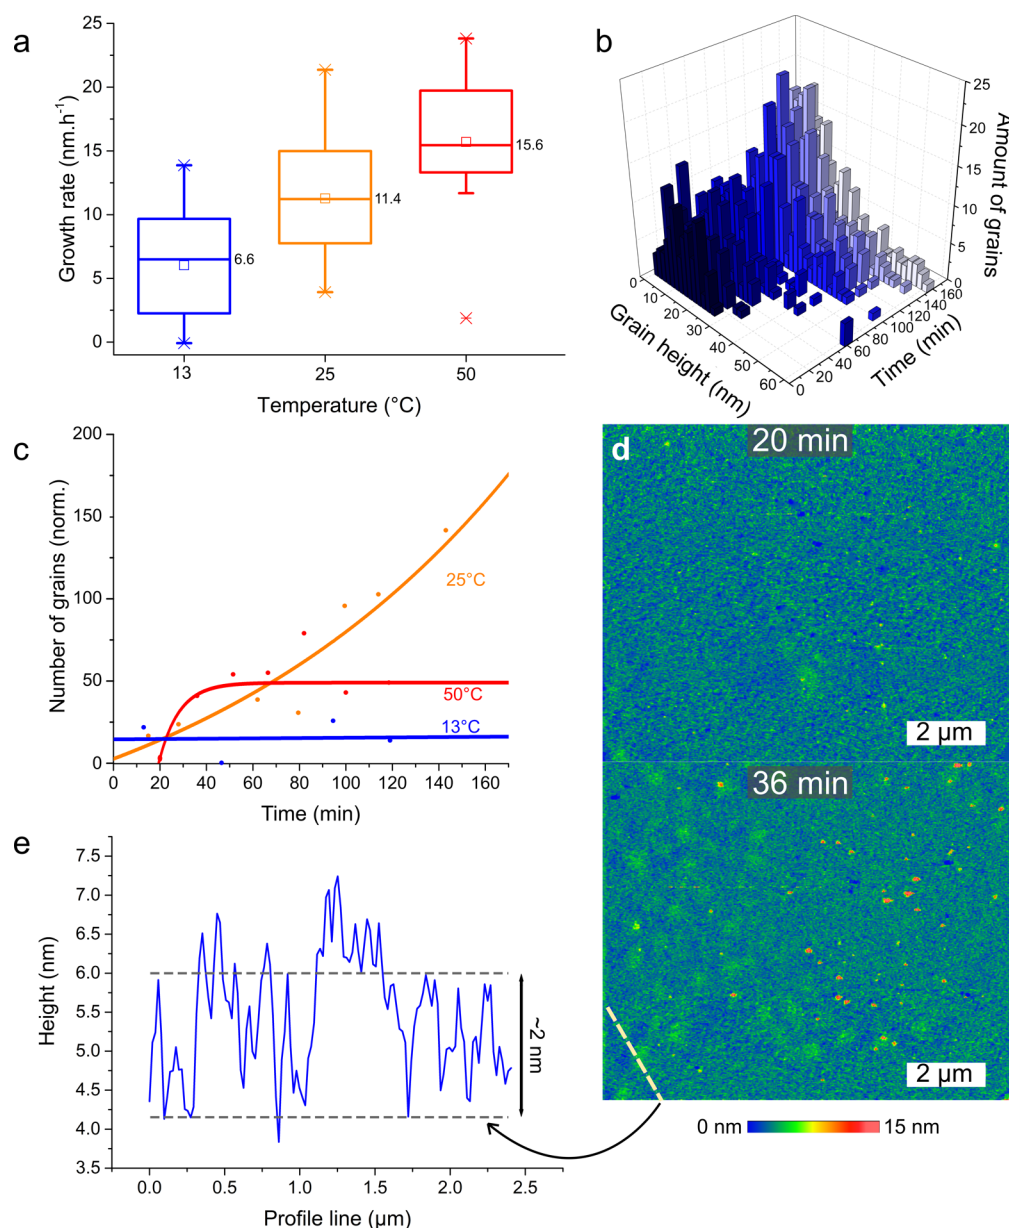 a
25
20
15
10
5
0
Growth rate (nm.h⁻¹)
6.6
11.4
15.6
13
25
50
Temperature (°C)
b
25
20
15
10
5
0
Amount of grains
0
10
20
30
40
50
60
Grain height (nm)
0
20
40
60
80
100
120
140
160
Time (min)
c
200
150
100
50
0
Number of grains (norm.)
25°C
50°C
13°C
0 20 40 60 80 100 120 140 160
Time (min)
d
20 min
2 µm
36 min
2 µm
0 nm 15 nm
e
7.5
7.0
6.5
6.0
5.5
5.0
4.5
4.0
3.5
Height (nm)
~2 nm
0.0 0.5 1.0 1.5 2.0 2.5
Profile line (µm)